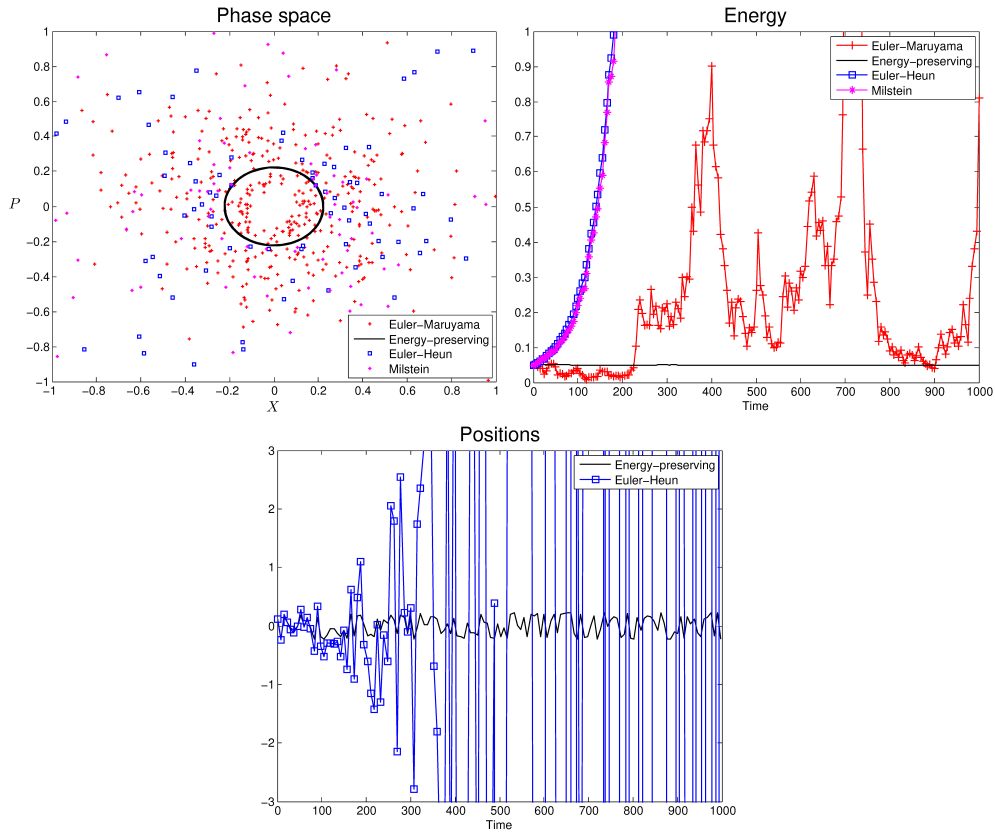 Phase space
1
0.8
0.6
0.4
0.2
0
−0.2
−0.4
−0.6
−0.8
−1
P
−1 −0.8 −0.6 −0.4 −0.2 0 0.2 0.4 0.6 0.8 1
X
Euler−Maruyama
Energy−preserving
Euler−Heun
Milstein
Energy
1
0.9
0.8
0.7
0.6
0.5
0.4
0.3
0.2
0.1
0
0 100 200 300 400 500 600 700 800 900 1000
Time
Euler−Maruyama
Energy−preserving
Euler−Heun
Milstein
Positions
3
2
1
0
−1
−2
−3
0 100 200 300 400 500 600 700 800 900 1000
Time
Energy−preserving
Euler−Heun